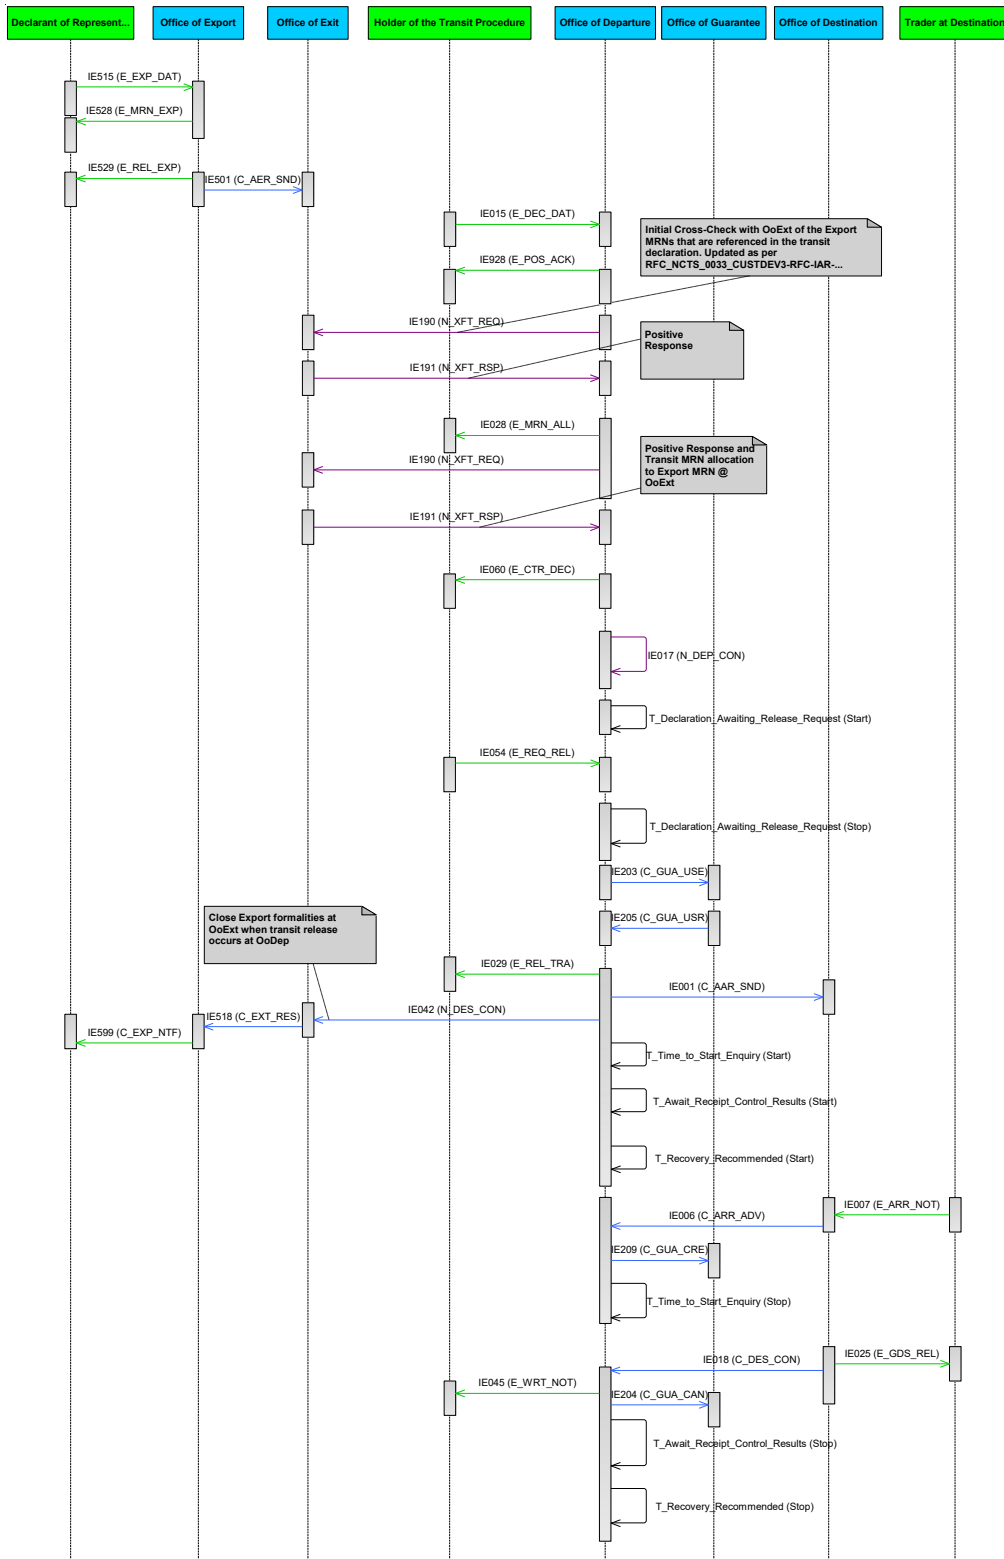 Declarant of Represent...
Office of Export
Office of Exit
Holder of the Transit Procedure
Office of Departure
Office of Guarantee
Office of Destination
Trader at Destination
IE515 (E_EXP_DAT)
IE528 (E_MRN_EXP)
IE529 (E_REL_EXP)
IE501 (C_AER_SND)
IE015 (E_DEC_DAT)
Initial Cross-Check with OoExt of the Export
MRNs that are referenced in the transit
declaration. Updated as per
RFC_NCTS_0033_CUSTDEV3-RFC-IAR-...
IE928 (E_POS_ACK)
IE190 (N_XFT_REQ)
Positive
Response
IE191 (N_XFT_RSP)
IE028 (E_MRN_ALL)
Positive Response and
Transit MRN allocation
to Export MRN @
OoExt
IE190 (N_XFT_REQ)
IE191 (N_XFT_RSP)
IE060 (E_CTR_DEC)
IE017 (N_DEP_CON)
T_Declaration_Awaiting_Release_Request (Start)
IE054 (E_REQ_REL)
T_Declaration_Awaiting_Release_Request (Stop)
IE203 (C_GUA_USE)
IE205 (C_GUA_USR)
Close Export formalities at
OoExt when transit release
occurs at OoDep
IE029 (E_REL_TRA)
IE001 (C_AAR_SND)
IE042 (N_DES_CON)
IE518 (C_EXT_RES)
IE599 (C_EXP_NTF)
T_Time_to_Start_Enquiry (Start)
T_Await_Receipt_Control_Results (Start)
T_Recovery_Recommended (Start)
IE007 (E_ARR_NOT)
IE006 (C_ARR_ADV)
IE209 (C_GUA_CRE)
T_Time_to_Start_Enquiry (Stop)
IE025 (E_GDS_REL)
IE018 (C_DES_CON)
IE045 (E_WRT_NOT)
IE204 (C_GUA_CAN)
T_Await_Receipt_Control_Results (Stop)
T_Recovery_Recommended (Stop)